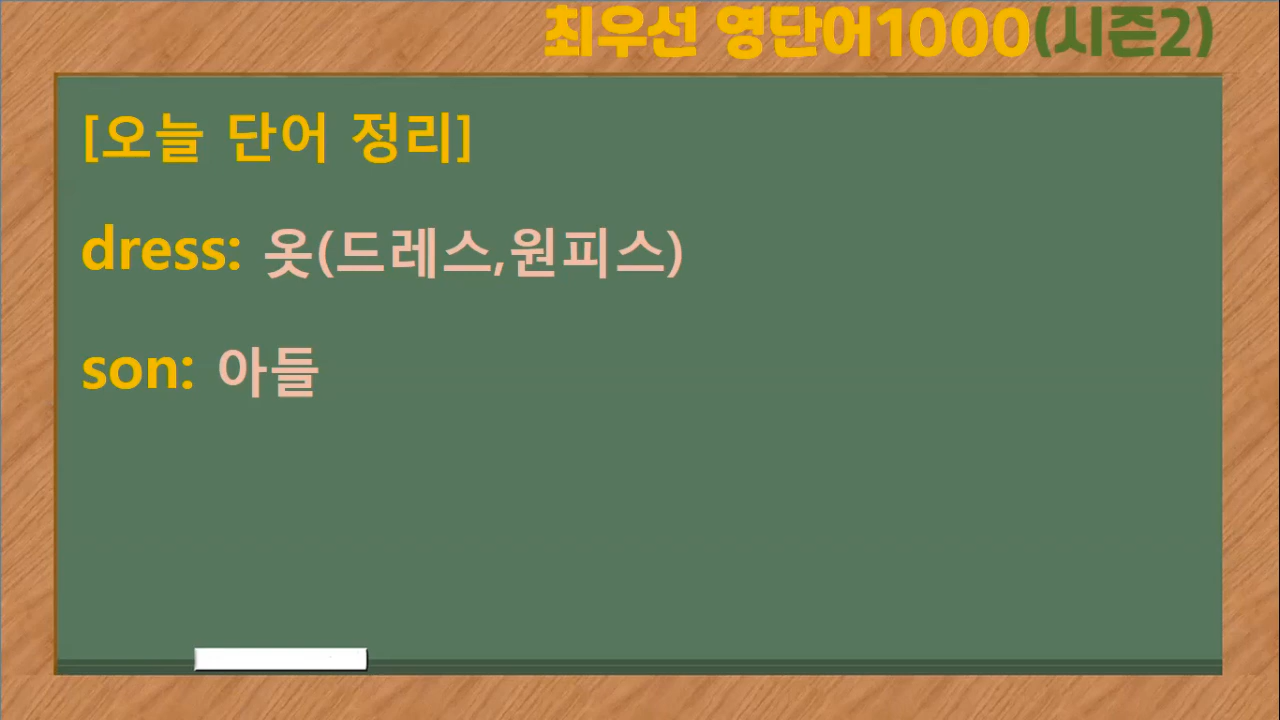 최우선 영단어1000(시즌2)
[오늘 단어 정리]
dress: 옷(드레스,원피스)
son: 아들